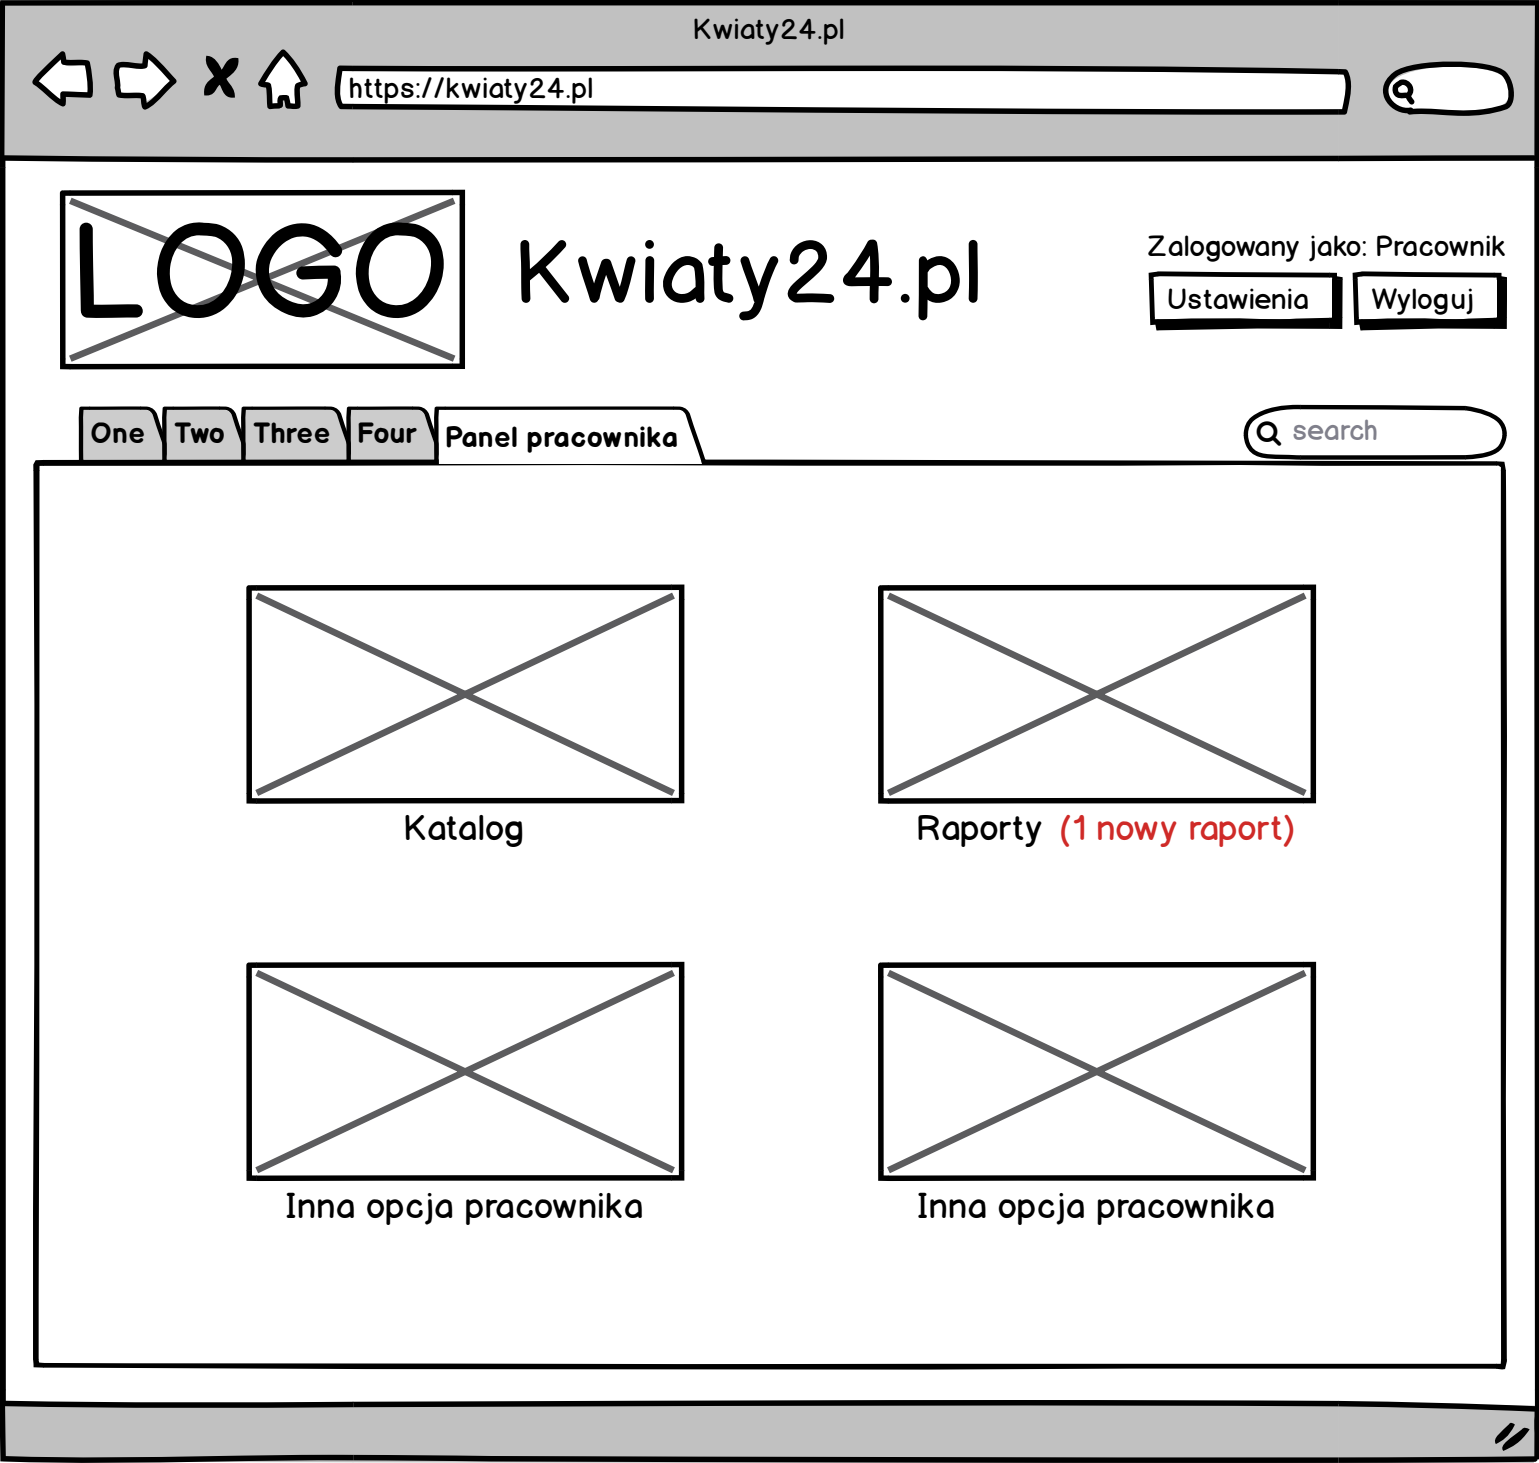 Kwiaty24.pl
https://kwiaty24.pl
LOGO
Kwiaty24.pl
Zalogowany jako: Pracownik
Ustawienia
Wyloguj
One
Two
Three
Four
Panel pracownika
search
Katalog
Raporty (1 nowy raport)
Inna opcja pracownika
Inna opcja pracownika